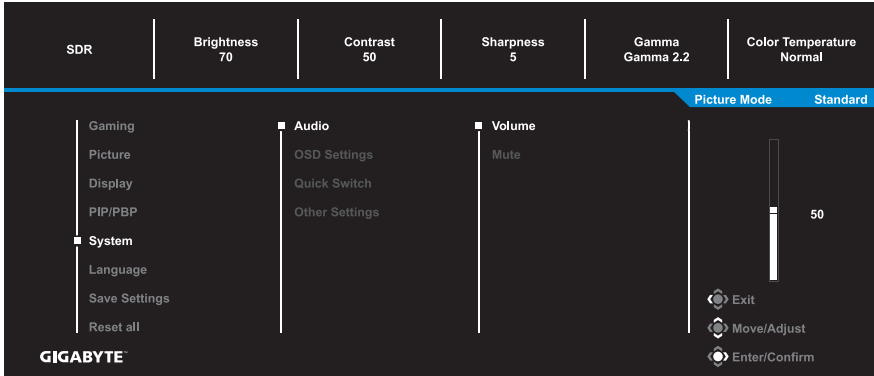 SDR
Brightness
70
Contrast
50
Sharpness
5
Gamma
Gamma 2.2
Color Temperature
Normal
Picture Mode Standard
Gaming
Picture
Display
PIP/PBP
System
Language
Save Settings
Reset all
Audio
OSD Settings
Quick Switch
Other Settings
Volume
Mute
50
Exit
Move/Adjust
Enter/Confirm
GIGABYTE™